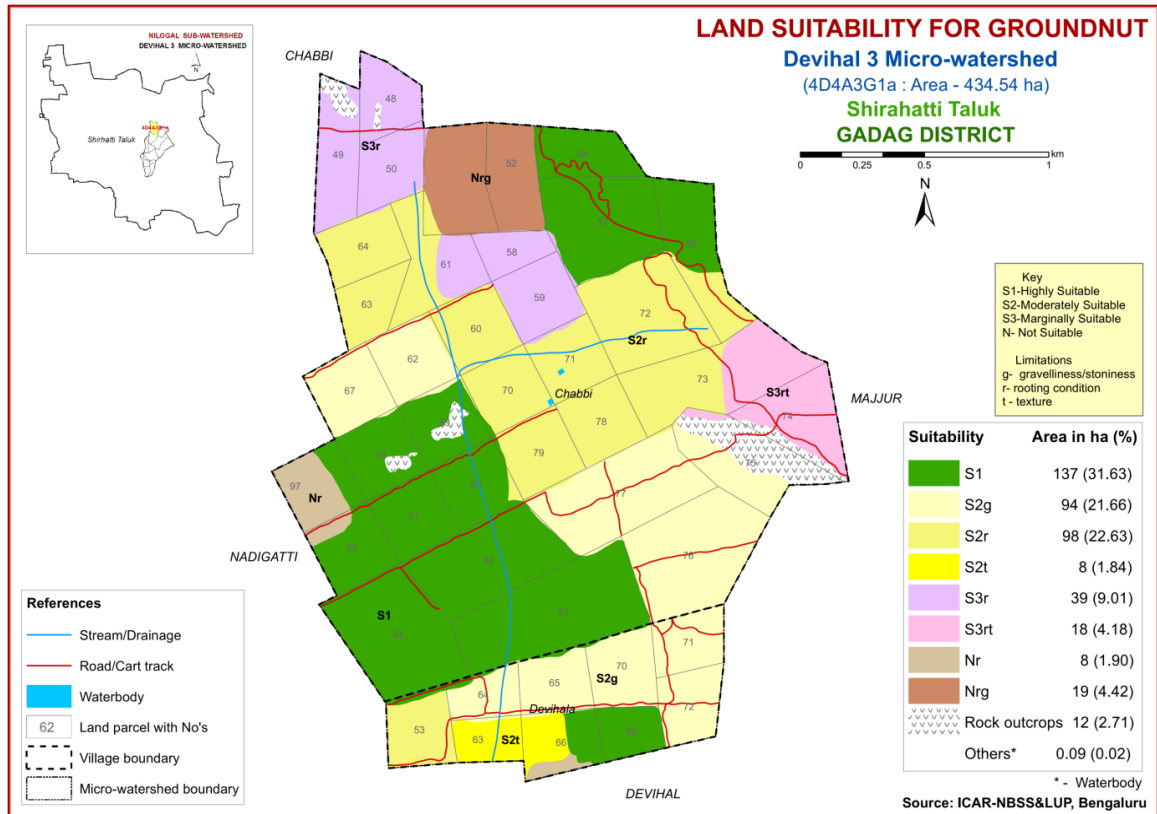 LAND SUITABILITY FOR GROUNDNUT
Devihal 3 Micro-watershed
(4D4A3G1a : Area - 434.54 ha)
Shirahatti Taluk
GADAG DISTRICT
0 0.25 0.5 1
km
N
NILOGAL SUB-WATERSHED
DEVIHAL 3 MICRO-WATERSHED
N
4D4A3G1a
Shirhatti Taluk
CHABBI
48
49
S3r
50
52
Nrg
64
61
58
63
59
60
72
S2r
71
62
67
70
Chabbi
73
S3rt
74
MAJJUR
78
79
75
77
97
Nr
NADIGATTI
76
S1
70
71
S2g
65
64
72
Devihala
53
63
S2t
66
DEVIHAL
Key
S1-Highly Suitable
S2-Moderately Suitable
S3-Marginally Suitable
N- Not Suitable
Limitations
g- gravelliness/stoniness
r- rooting condition
t - texture
Suitability Area in ha (%)
S1 137 (31.63)
S2g 94 (21.66)
S2r 98 (22.63)
S2t 8 (1.84)
S3r 39 (9.01)
S3rt 18 (4.18)
Nr 8 (1.90)
Nrg 19 (4.42)
Rock outcrops 12 (2.71)
Others* 0.09 (0.02)
* - Waterbody
Source: ICAR-NBSS&LUP, Bengaluru
References
Stream/Drainage
Road/Cart track
Waterbody
62 Land parcel with No's
Village boundary
Micro-watershed boundary